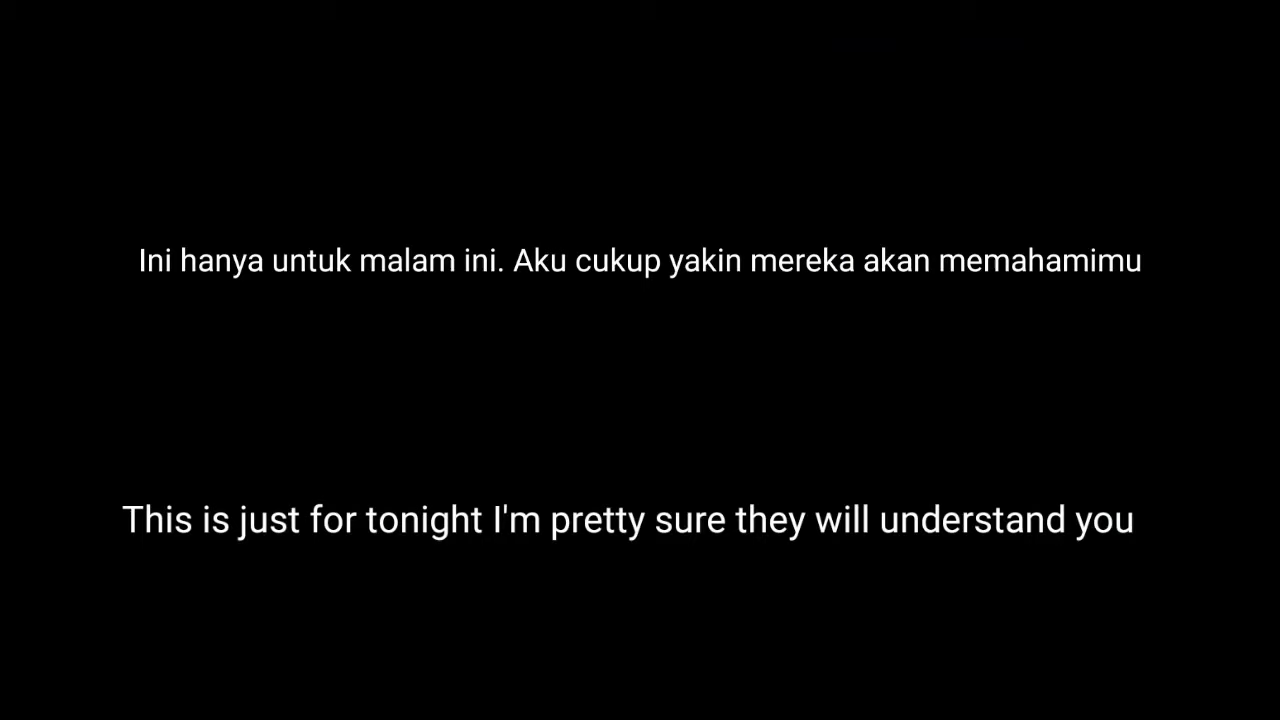 Ini hanya untuk malam ini. Aku cukup yakin mereka akan memahamimu
This is just for tonight I'm pretty sure they will understand you